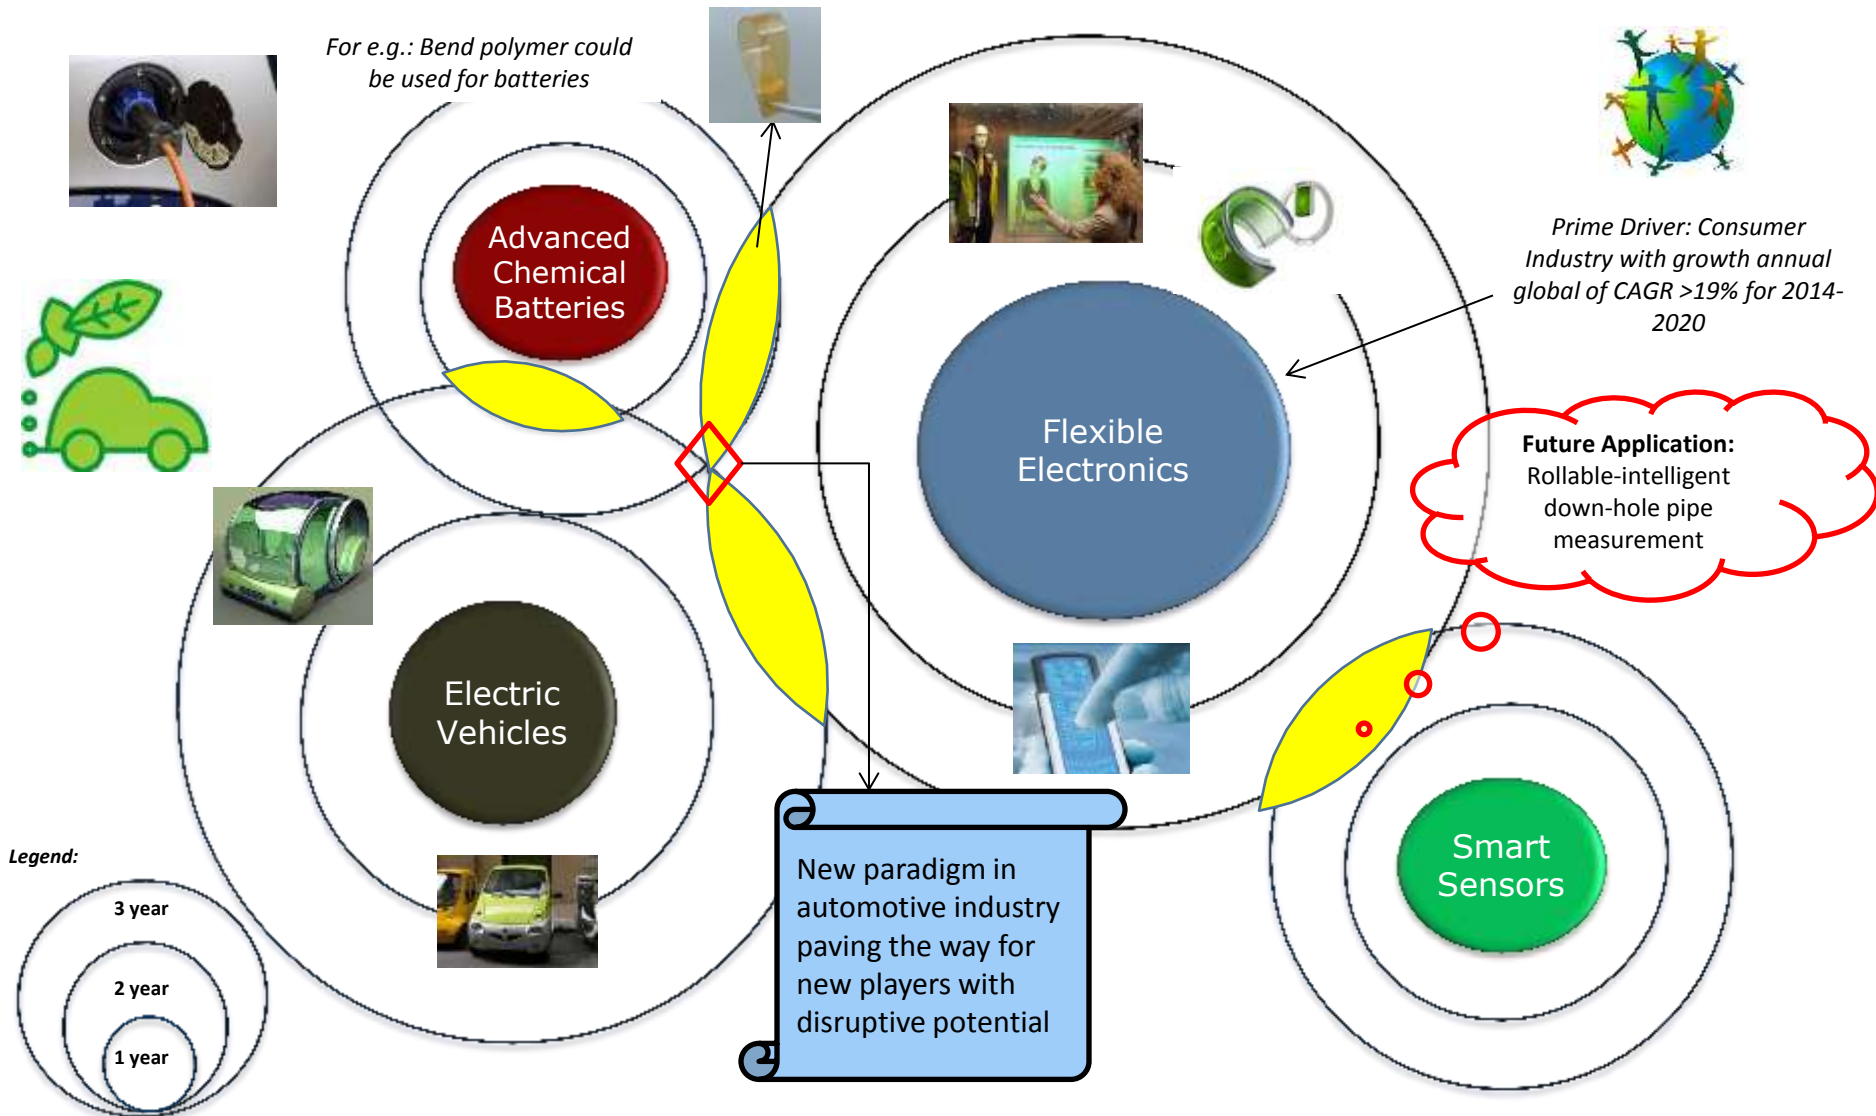 For e.g.: Bend polymer could
be used for batteries
Advanced
Chemical
Batteries
Prime Driver: Consumer
Industry with growth annual
global of CAGR >19% for 2014-
2020
Flexible
Electronics
Future Application:
Rollable-intelligent
down-hole pipe
measurement
Electric
Vehicles
New paradigm in
automotive industry
paving the way for
new players with
disruptive potential
Smart
Sensors
Legend:
3 year
2 year
1 year